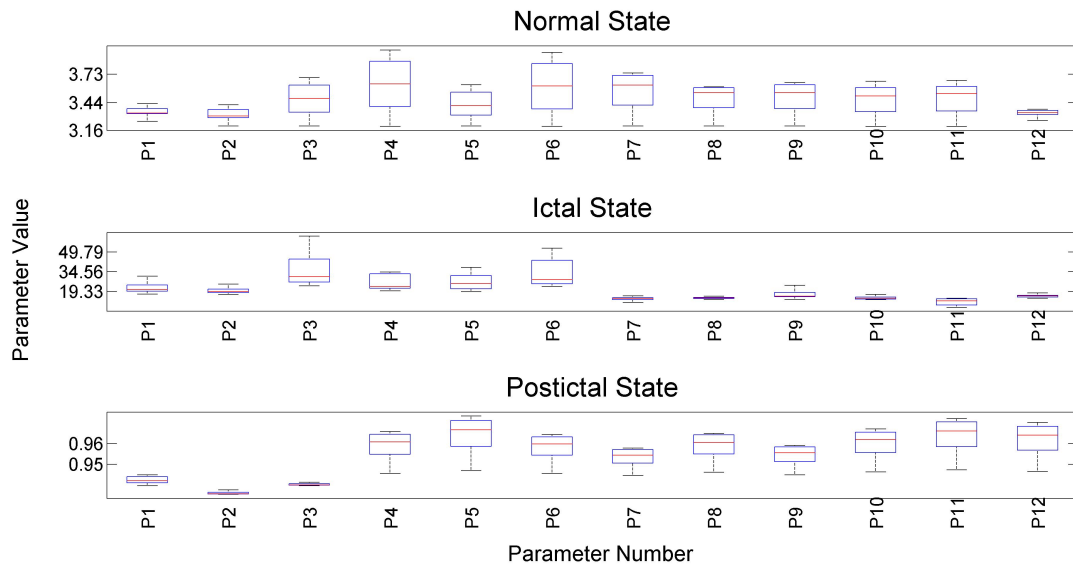 Normal State
3.73
3.44
3.16
P1 P2 P3 P4 P5 P6 P7 P8 P9 P10 P11 P12
Parameter Value
Ictal State
49.79
34.56
19.33
P1 P2 P3 P4 P5 P6 P7 P8 P9 P10 P11 P12
Postictal State
0.96
0.95
P1 P2 P3 P4 P5 P6 P7 P8 P9 P10 P11 P12
Parameter Number